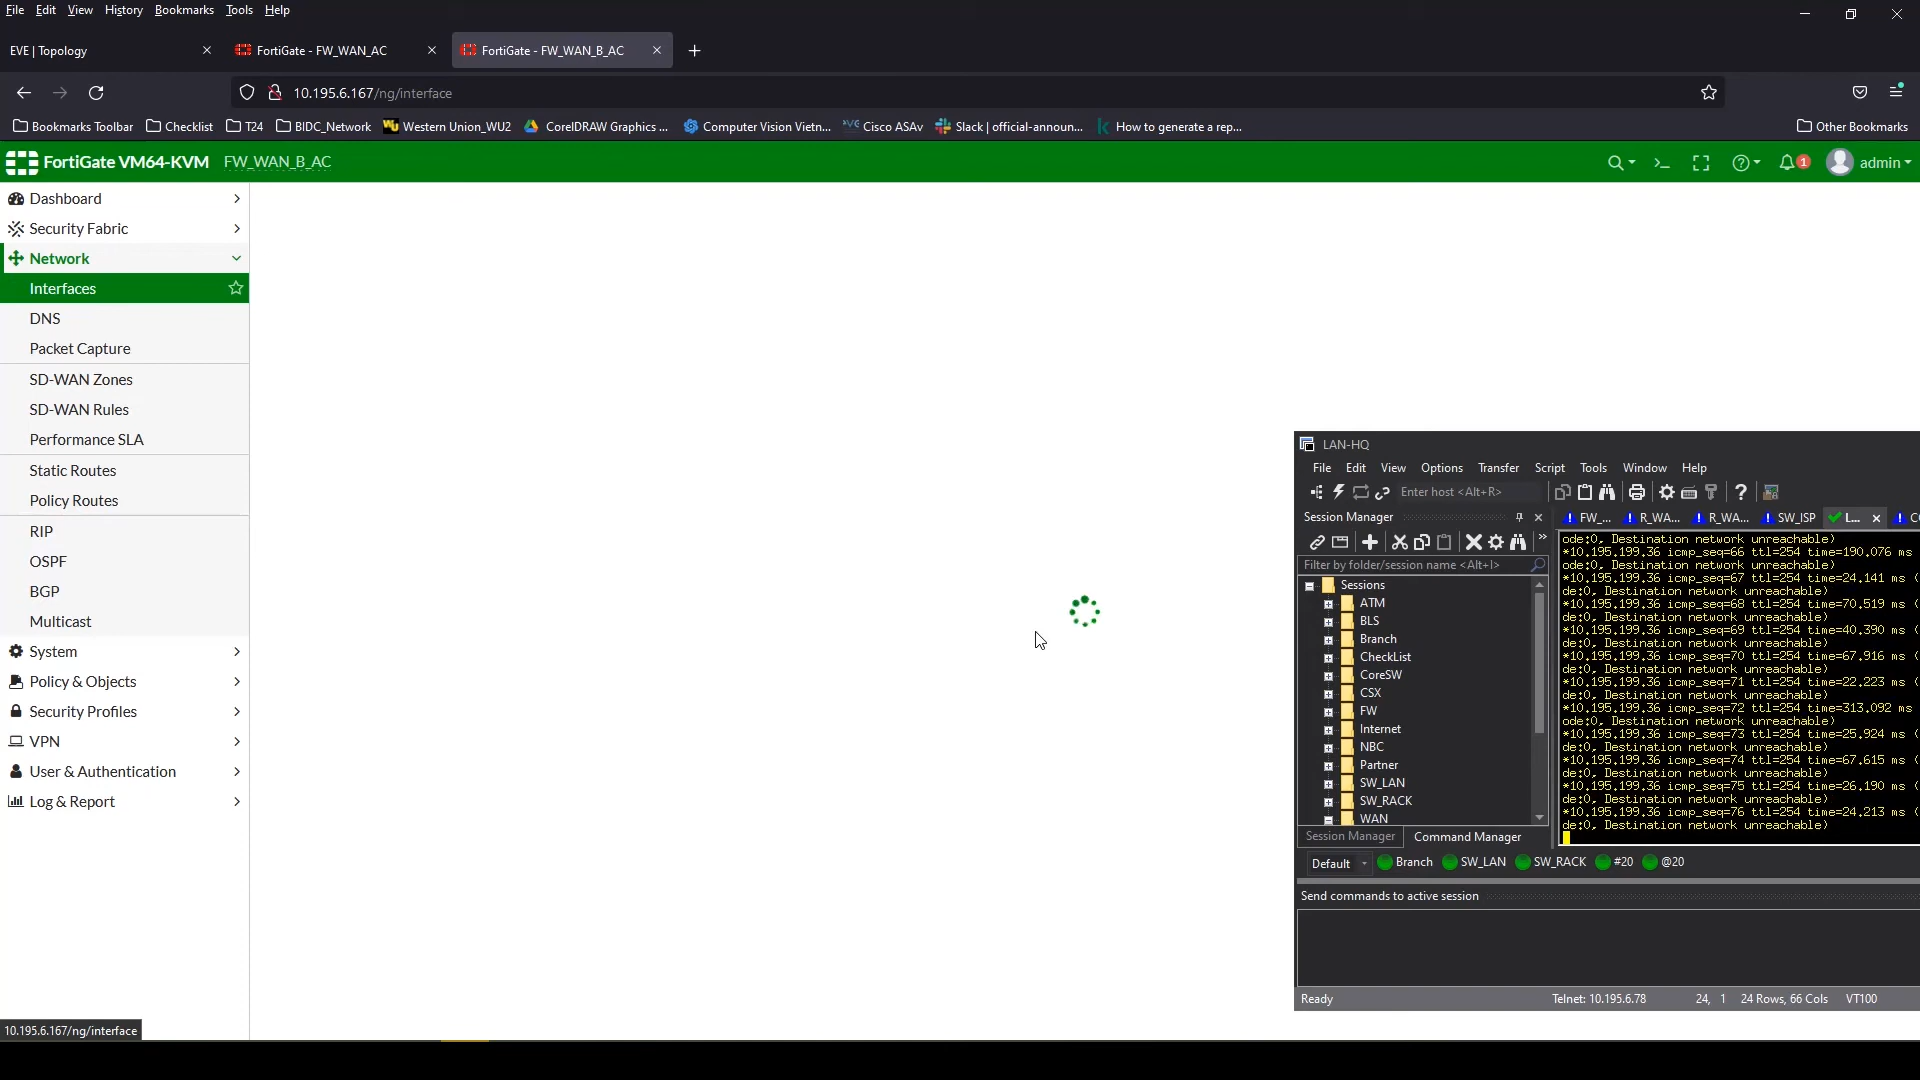 File Edit View History Bookmarks Tools Help
EVE | Topology
FortiGate - FW_WAN_AC
FortiGate - FW_WAN_B_AC
10.195.6.167/ng/interface
Bookmarks Toolbar Checklist T24 BIDC_Network Western Union_WU2 CorelDRAW Graphics ... Computer Vision Vietn... Cisco ASAv Slack | official-announ... How to generate a rep... Other Bookmarks
FortiGate VM64-KVM FW_WAN_B_AC 1 admin
Dashboard
Security Fabric
Network
Interfaces
DNS
Packet Capture
SD-WAN Zones
SD-WAN Rules
Performance SLA
Static Routes
Policy Routes
RIP
OSPF
BGP
Multicast
System
Policy & Objects
Security Profiles
VPN
User & Authentication
Log & Report
10.195.6.167/ng/interface
LAN-HQ
File Edit View Options Transfer Script Tools Window Help
Enter host <Alt+R>
Session Manager
Filter by folder/session name <Alt+I>
Sessions
ATM
BLS
Branch
CheckList
CoreSW
CSX
FW
Internet
NBC
Partner
SW_LAN
SW_RACK
WAN
Session Manager Command Manager
FW_... R_WA... R_WA... SW_ISP L... CO
ode:0, Destination network unreachable)
*10.195.199.36 icmp_seq=66 ttl=254 time=190.076 ms (
ode:0, Destination network unreachable)
*10.195.199.36 icmp_seq=67 ttl=254 time=24.141 ms (
de:0, Destination network unreachable)
*10.195.199.36 icmp_seq=68 ttl=254 time=70.519 ms (
de:0, Destination network unreachable)
*10.195.199.36 icmp_seq=69 ttl=254 time=40.390 ms (
de:0, Destination network unreachable)
*10.195.199.36 icmp_seq=70 ttl=254 time=67.916 ms (
de:0, Destination network unreachable)
*10.195.199.36 icmp_seq=71 ttl=254 time=22.223 ms (
de:0, Destination network unreachable)
*10.195.199.36 icmp_seq=72 ttl=254 time=313.092 ms (
ode:0, Destination network unreachable)
*10.195.199.36 icmp_seq=73 ttl=254 time=25.924 ms (
de:0, Destination network unreachable)
*10.195.199.36 icmp_seq=74 ttl=254 time=67.615 ms (
de:0, Destination network unreachable)
*10.195.199.36 icmp_seq=75 ttl=254 time=26.190 ms (
de:0, Destination network unreachable)
*10.195.199.36 icmp_seq=76 ttl=254 time=24.213 ms (
de:0, Destination network unreachable)
Default Branch SW_LAN SW_RACK #20 @20
Send commands to active session
Ready Telnet: 10.195.6.78 24, 1 24 Rows, 66 Cols VT100